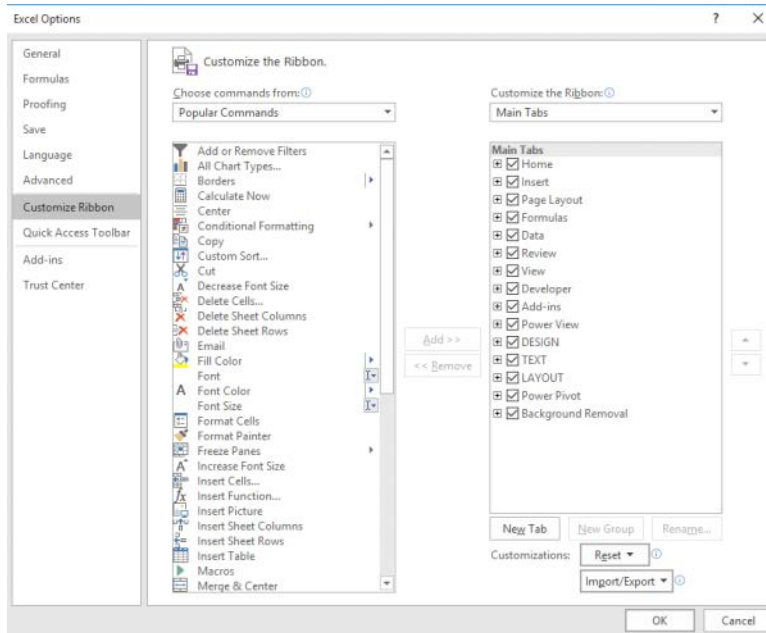 Excel Options
?
General
Formulas
Proofing
Save
Language
Advanced
Customize Ribbon
Quick Access Toolbar
Add-ins
Trust Center
Customize the Ribbon.
Choose commands from:
Popular Commands
Add or Remove Filters
All Chart Types...
Borders
Calculate Now
Center
Conditional Formatting
Copy
Custom Sort...
Cut
Decrease Font Size
Delete Cells...
Delete Sheet Columns
Delete Sheet Rows
Email
Fill Color
Font
Font Color
Font Size
Format Cells
Format Painter
Freeze Panes
Increase Font Size
Insert Cells...
Insert Function...
Insert Picture
Insert Sheet Columns
Insert Sheet Rows
Insert Table
Macros
Merge & Center
Add >>
<< Remove
Customize the Ribbon:
Main Tabs
Main Tabs
Home
Insert
Page Layout
Formulas
Data
Review
View
Developer
Add-ins
Power View
DESIGN
TEXT
LAYOUT
Power Pivot
Background Removal
New Tab
New Group
Rename...
Customizations:
Reset
Import/Export
OK
Cancel